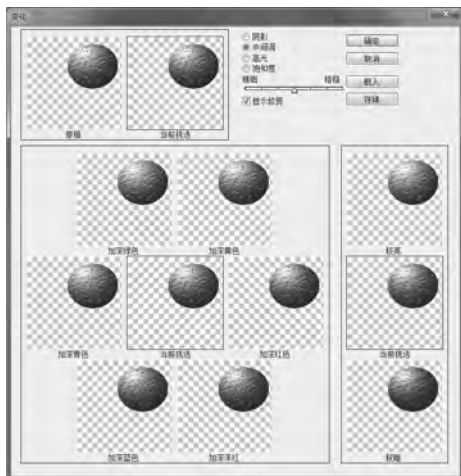 变化
阴影
中间调
高光
饱和度
精细 粗糙
显示修剪
确定
取消
载入
存储
原稿 当前挑选
加深绿色 加深黄色
加深青色 当前挑选 加深红色
加深蓝色 加深洋红
较亮
当前挑选
较暗